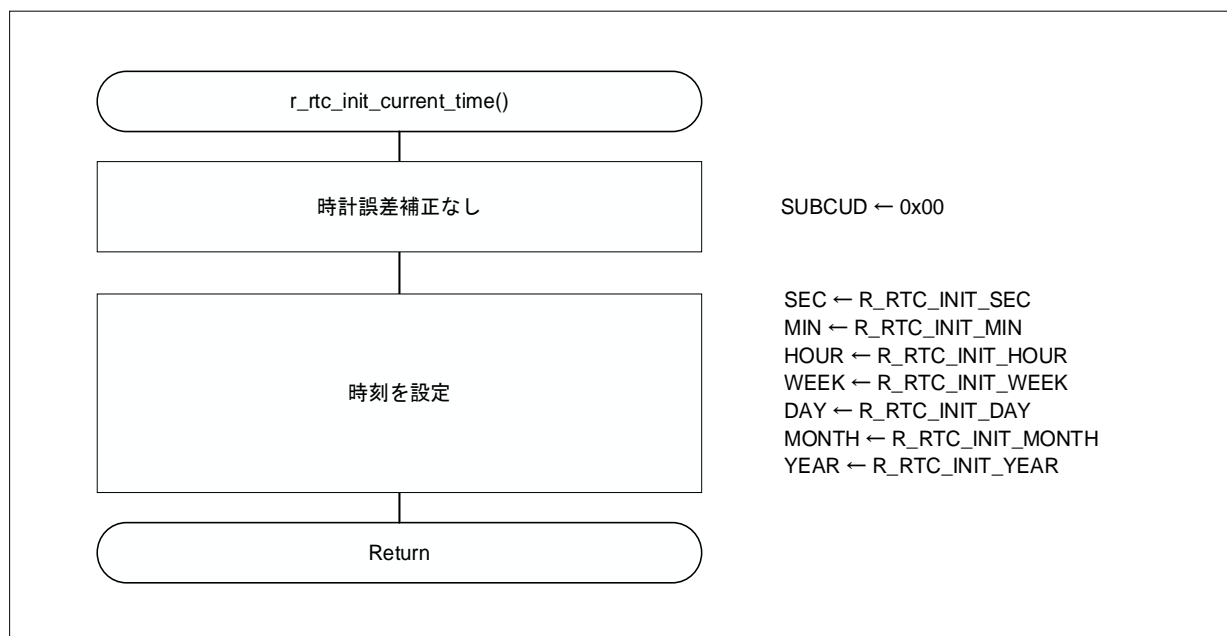 r_rtc_init_current_time()
時計誤差補正なし
SUBCUD ← 0x00
時刻を設定
SEC ← R_RTC_INIT_SEC
MIN ← R_RTC_INIT_MIN
HOUR ← R_RTC_INIT_HOUR
WEEK ← R_RTC_INIT_WEEK
DAY ← R_RTC_INIT_DAY
MONTH ← R_RTC_INIT_MONTH
YEAR ← R_RTC_INIT_YEAR
Return